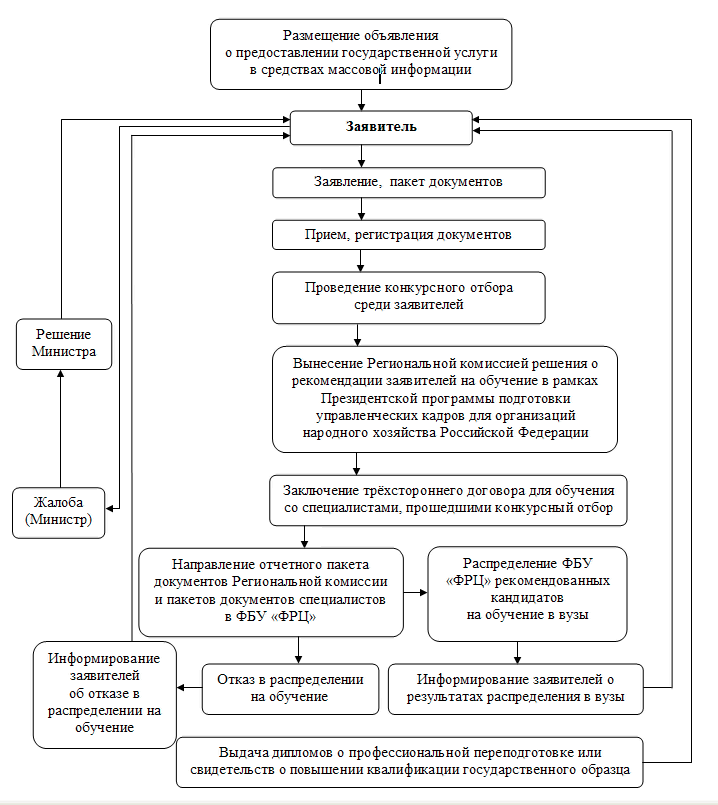 Размещение объявления
о предоставлении государственной услуги
в средствах массовой информации
Заявитель
Заявление, пакет документов
Прием, регистрация документов
Проведение конкурсного отбора
среди заявителей
Решение
Министра
Вынесение Региональной комиссией решения о
рекомендации заявителей на обучение в рамках
Президентской программы подготовки
управленческих кадров для организаций
народного хозяйства Российской Федерации
Жалоба
(Министр)
Заключение трёхстороннего договора для обучения
со специалистами, прошедшими конкурсный отбор
Направление отчетного пакета
документов Региональной комиссии
и пакетов документов специалистов
в ФБУ «ФРЦ»
Распределение ФБУ
«ФРЦ» рекомендованных
кандидатов
на обучение в вузы
Информирование
заявителей
об отказе в
распределении на
обучение
Отказ в распределении
на обучение
Информирование заявителей о
результатах распределения в вузы
Выдача дипломов о профессиональной переподготовке или
свидетельств о повышении квалификации государственного образца